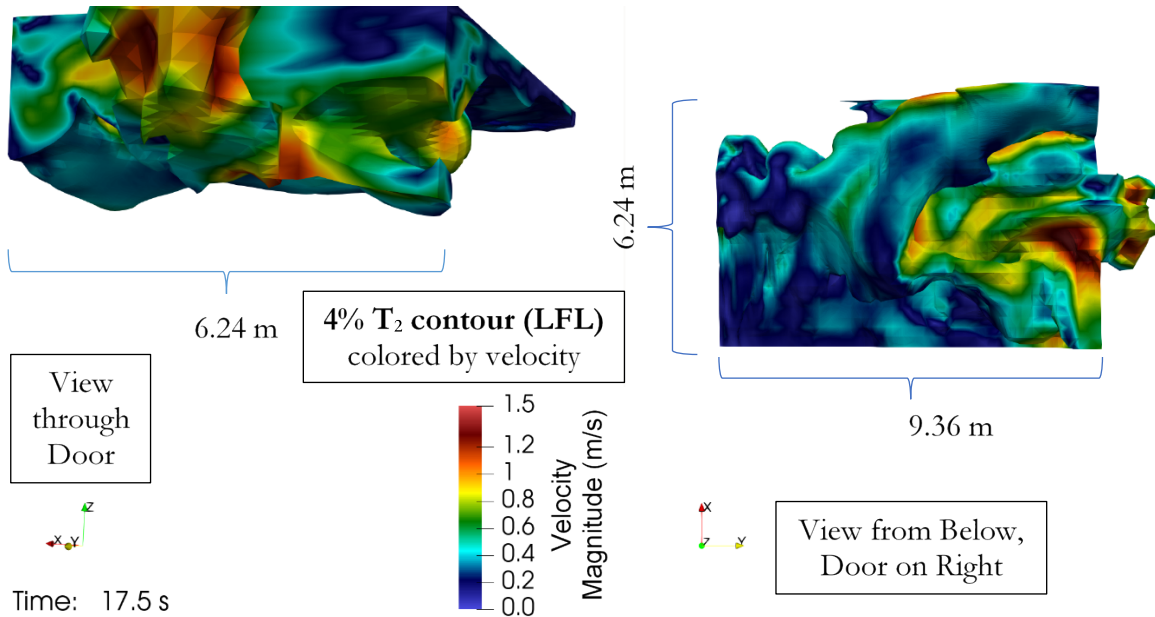 6.24 m
6.24 m
9.36 m
4% T₂ contour (LFL)
colored by velocity
View
through
Door
1.5
1.2
1
0.8
0.6
0.4
0.2
0.0
Velocity
Magnitude (m/s)
Z
X
Y
X
Z
Y
View from Below,
Door on Right
Time: 17.5 s